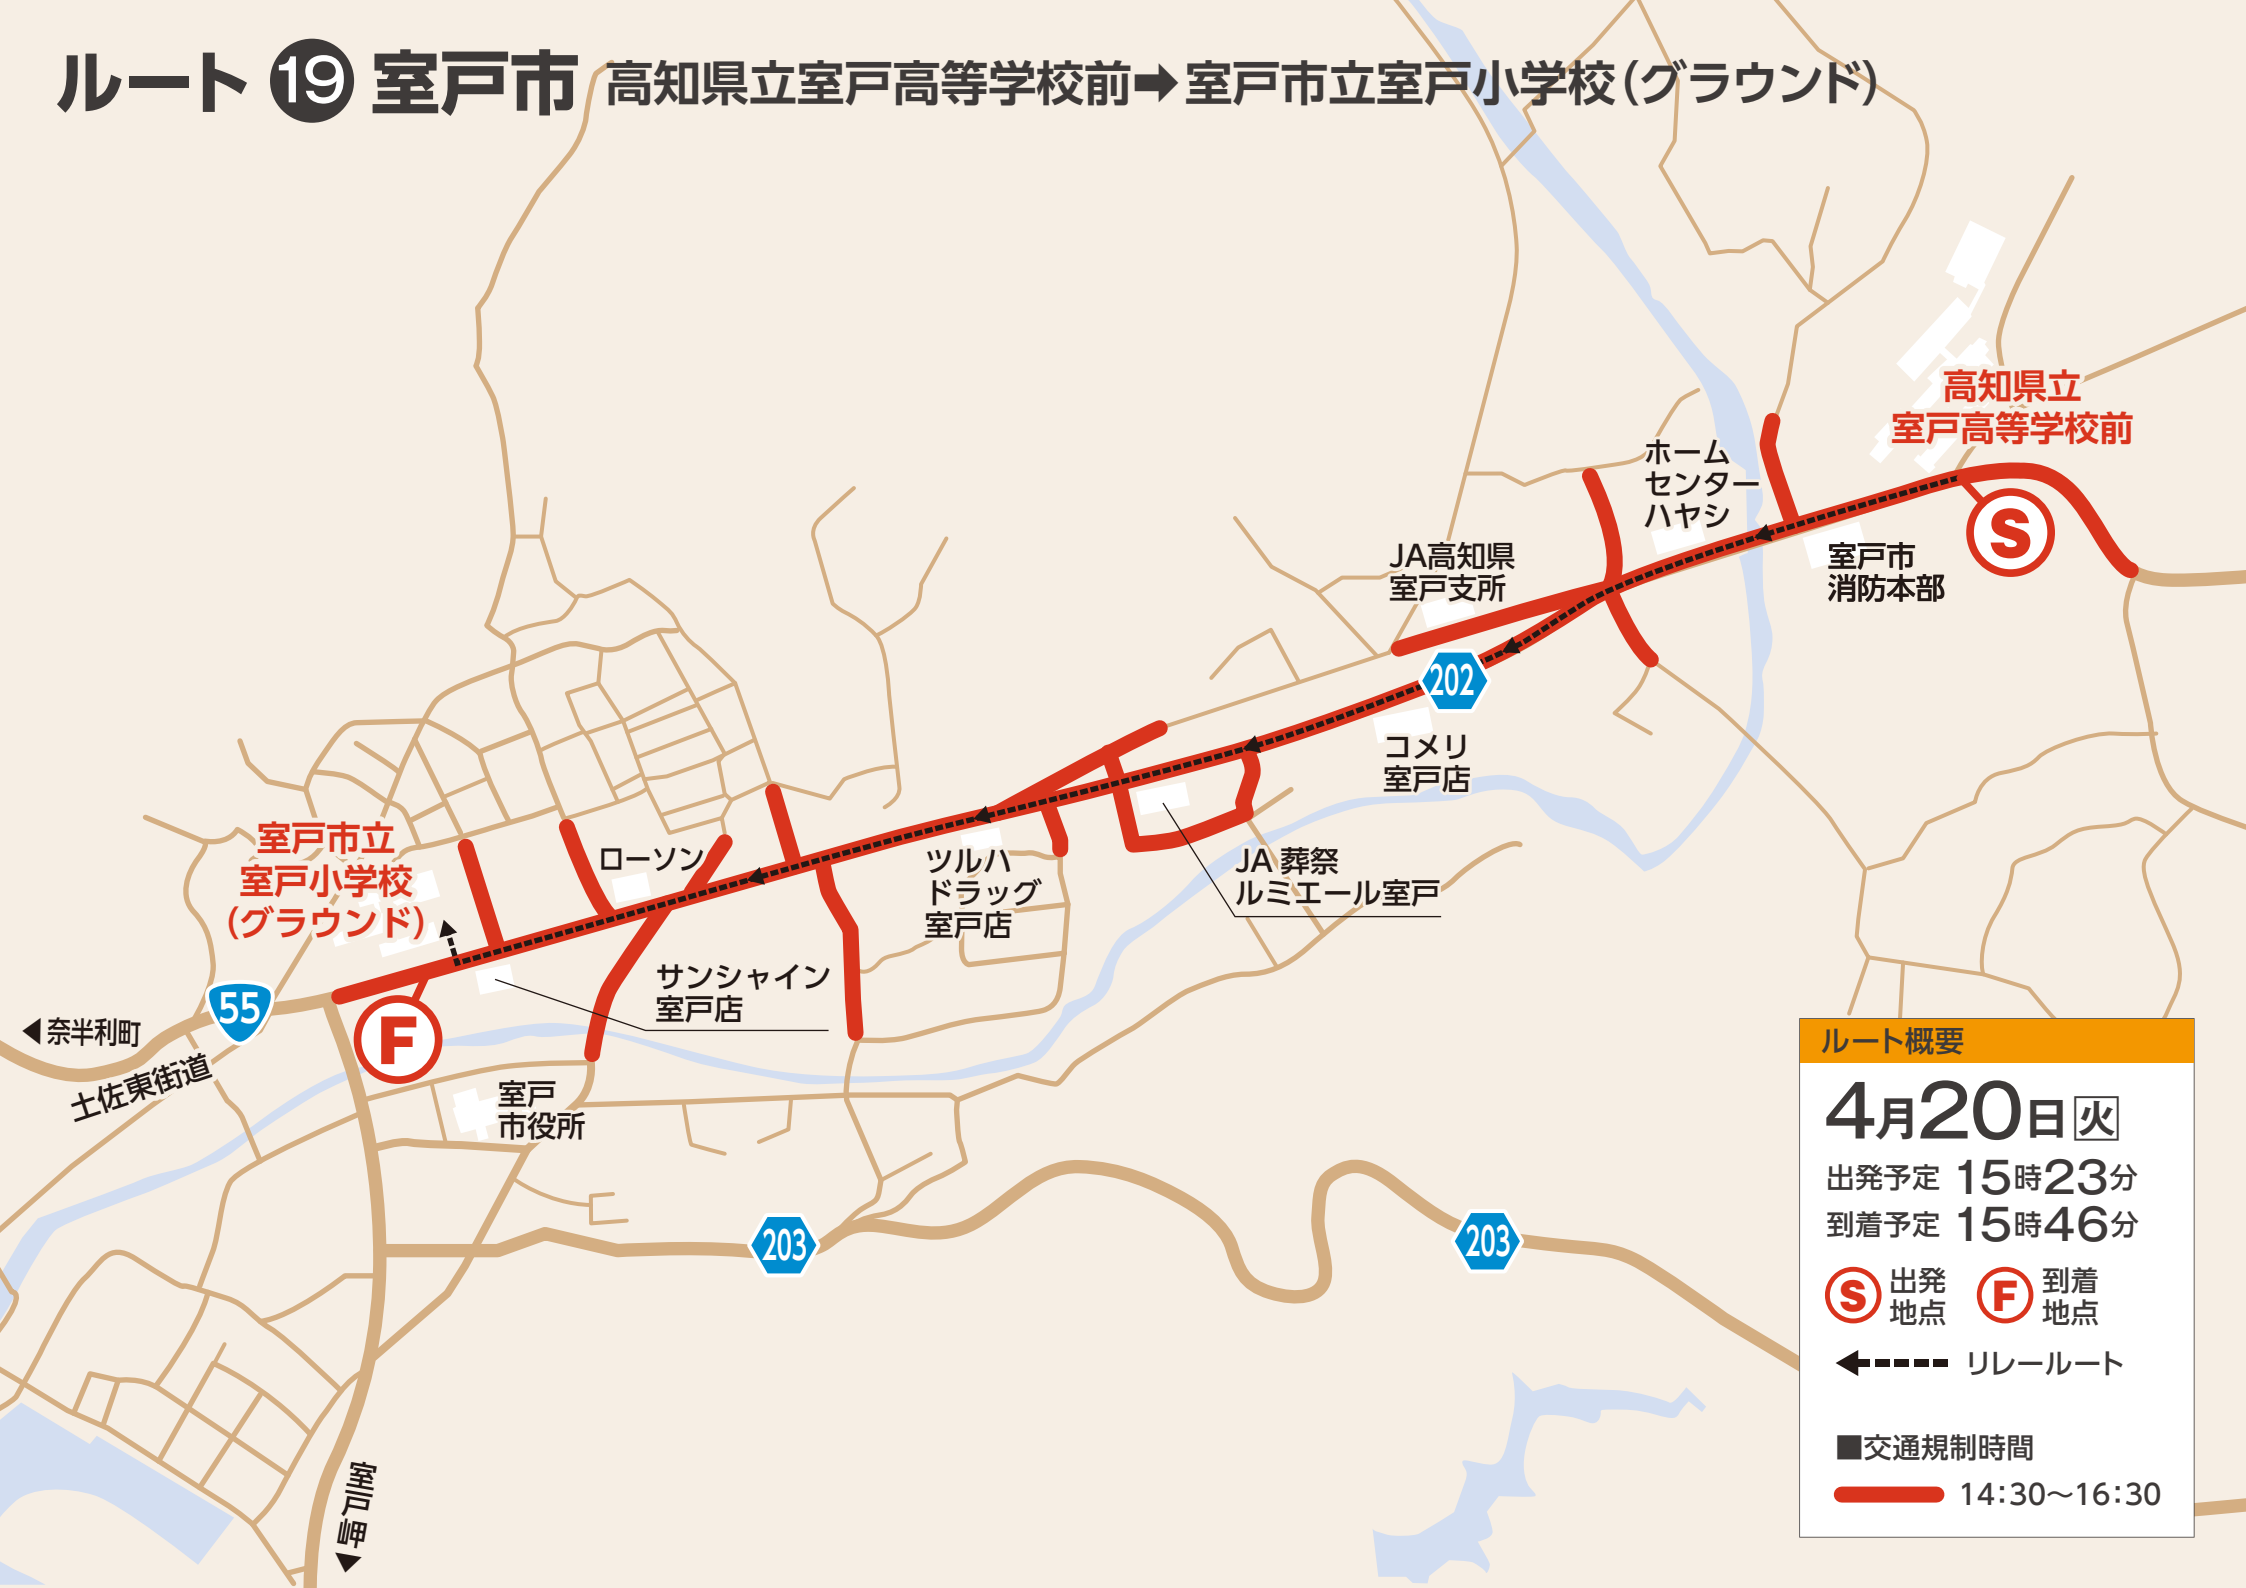 ルート 19 室戸市 高知県立室戸高等学校前➡室戸市立室戸小学校(グラウンド)
高知県立
室戸高等学校前
S
ホーム
センター
ハヤシ
室戸市
消防本部
JA高知県
室戸支所
202
コメリ
室戸店
JA 葬祭
ルミエール室戸
ツルハ
ドラッグ
室戸店
ローソン
サンシャイン
室戸店
室戸市立
室戸小学校
(グラウンド)
F
55
◀奈半利町
土佐東街道
室戸
市役所
203
203
室戸岬▼
ルート概要
4月20日火
出発予定 15時23分
到着予定 15時46分
S 出発
地点
F 到着
地点
リレールート
■交通規制時間
14:30〜16:30